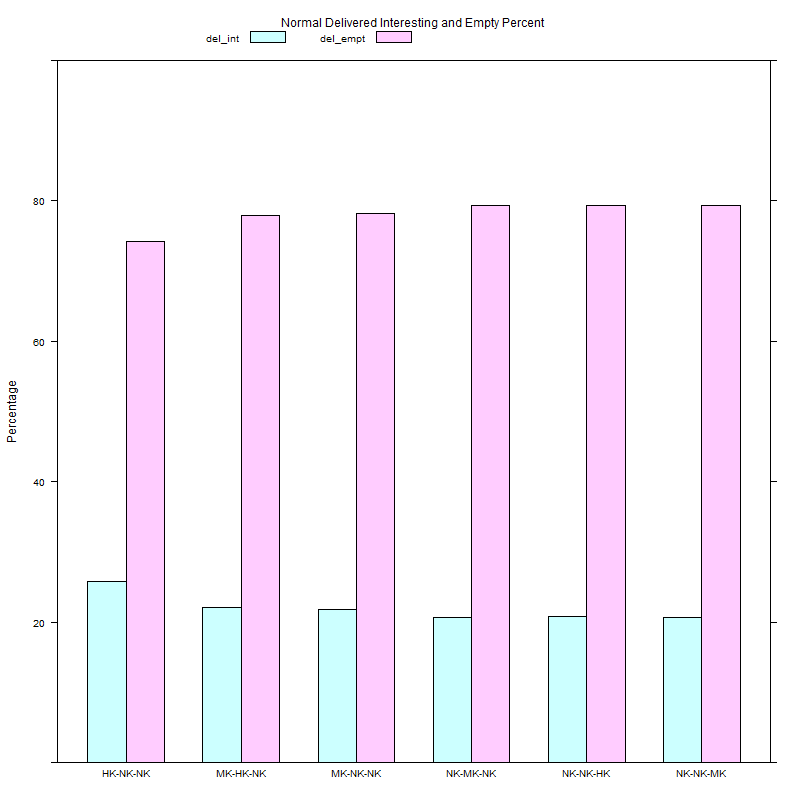 Normal Delivered Interesting and Empty Percent
del_int del_empt
80
60
40
20
Percentage
HK-NK-NK MK-HK-NK MK-NK-NK NK-MK-NK NK-NK-HK NK-NK-MK